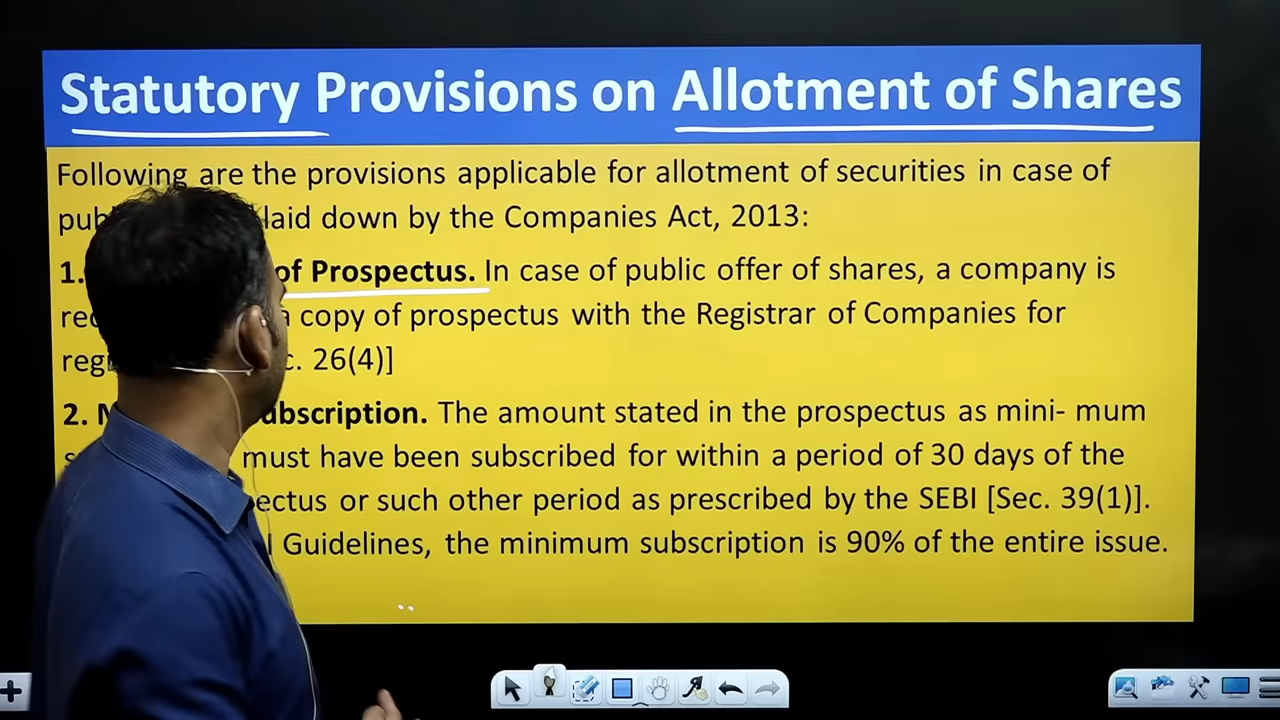 Statutory Provisions on Allotment of Shares
Following are the provisions applicable for allotment of securities in case of
laid down by the Companies Act, 2013:
1. of Prospectus. In case of public offer of shares, a company is
a copy of prospectus with the Registrar of Companies for
26(4)]
2. The amount stated in the prospectus as mini- mum
must have been subscribed for within a period of 30 days of the
or such other period as prescribed by the SEBI [Sec. 39(1)].
Guidelines, the minimum subscription is 90% of the entire issue.